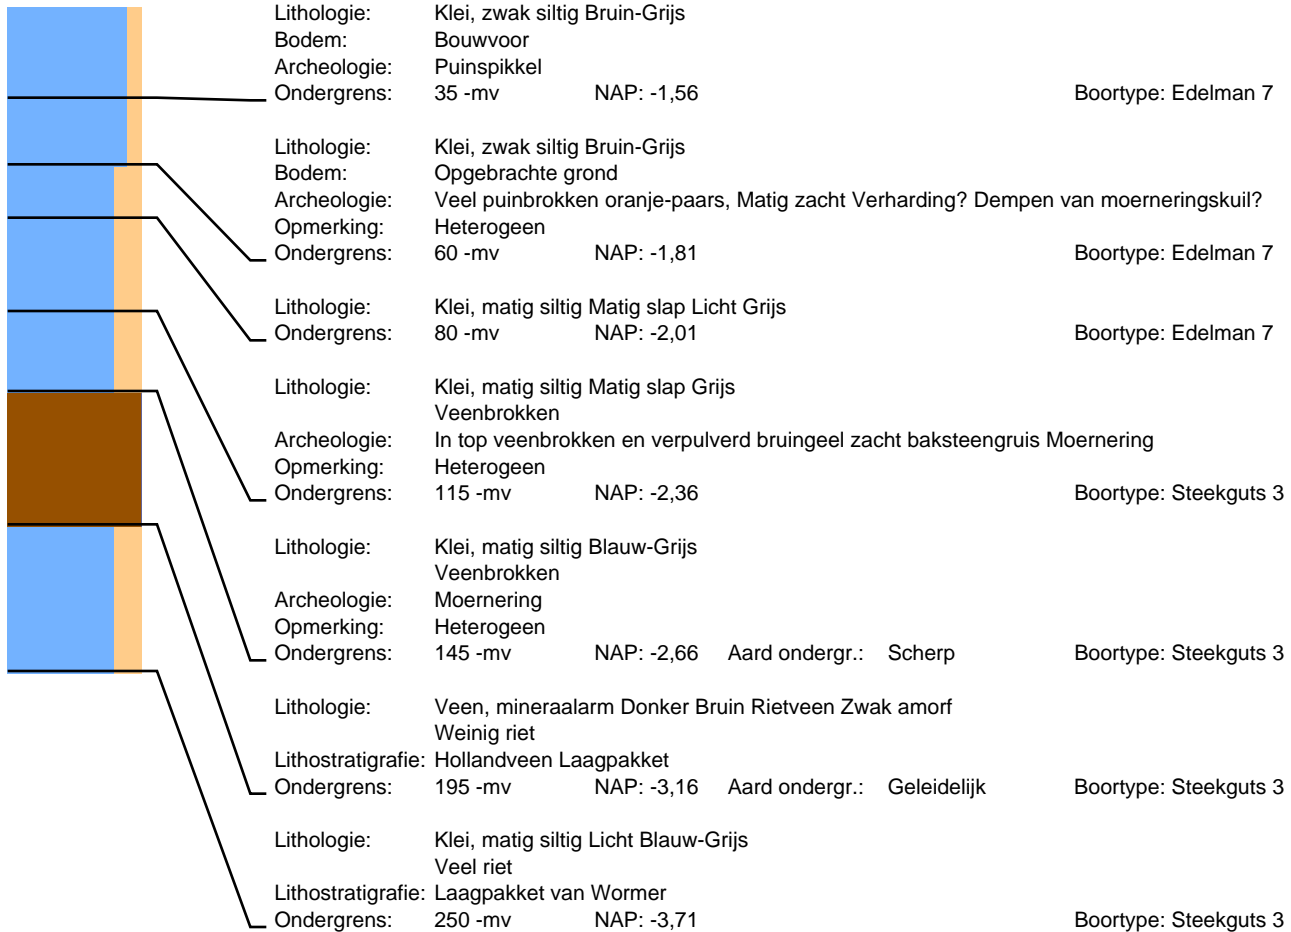 Lithologie: Klei, zwak siltig Bruin-Grijs
Bodem: Bouwvoor
Archeologie: Puinspikkel
Ondergrens: 35 -mv NAP: -1,56 Boortype: Edelman 7
Lithologie: Klei, zwak siltig Bruin-Grijs
Bodem: Opgebrachte grond
Archeologie: Veel puinbrokken oranje-paars, Matig zacht Verharding? Dempen van moerneringskuil?
Opmerking: Heterogeen
Ondergrens: 60 -mv NAP: -1,81 Boortype: Edelman 7
Lithologie: Klei, matig siltig Matig slap Licht Grijs
Ondergrens: 80 -mv NAP: -2,01 Boortype: Edelman 7
Lithologie: Klei, matig siltig Matig slap Grijs
Veenbrokken
Archeologie: In top veenbrokken en verpulverd bruingeel zacht baksteengruis Moernering
Opmerking: Heterogeen
Ondergrens: 115 -mv NAP: -2,36 Boortype: Steekguts 3
Lithologie: Klei, matig siltig Blauw-Grijs
Veenbrokken
Archeologie: Moernering
Opmerking: Heterogeen
Ondergrens: 145 -mv NAP: -2,66 Aard ondergr.: Scherp Boortype: Steekguts 3
Lithologie: Veen, mineraalarm Donker Bruin Rietveen Zwak amorf
Weinig riet
Lithostratigrafie: Hollandveen Laagpakket
Ondergrens: 195 -mv NAP: -3,16 Aard ondergr.: Geleidelijk Boortype: Steekguts 3
Lithologie: Klei, matig siltig Licht Blauw-Grijs
Veel riet
Lithostratigrafie: Laagpakket van Wormer
Ondergrens: 250 -mv NAP: -3,71 Boortype: Steekguts 3